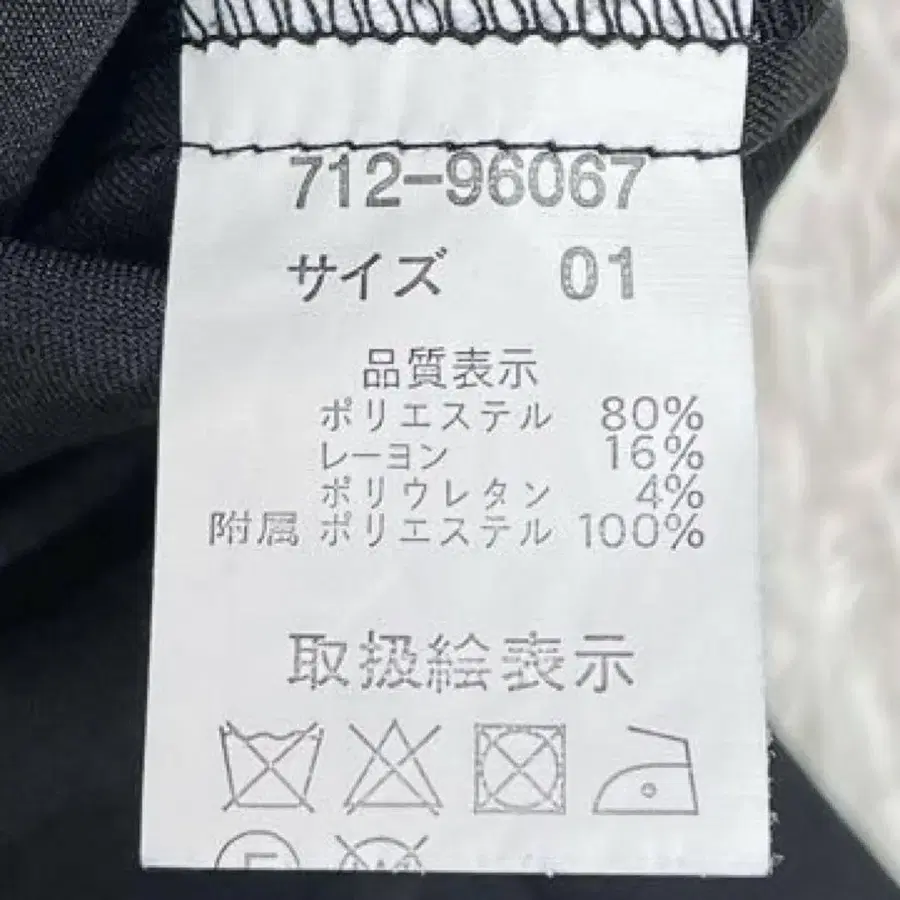 712-96067
サイズ 01
品質表示
ポリエステル 80%
レーヨン 16%
ポリウレタン 4%
附属 ポリエステル 100%
取扱絵表示